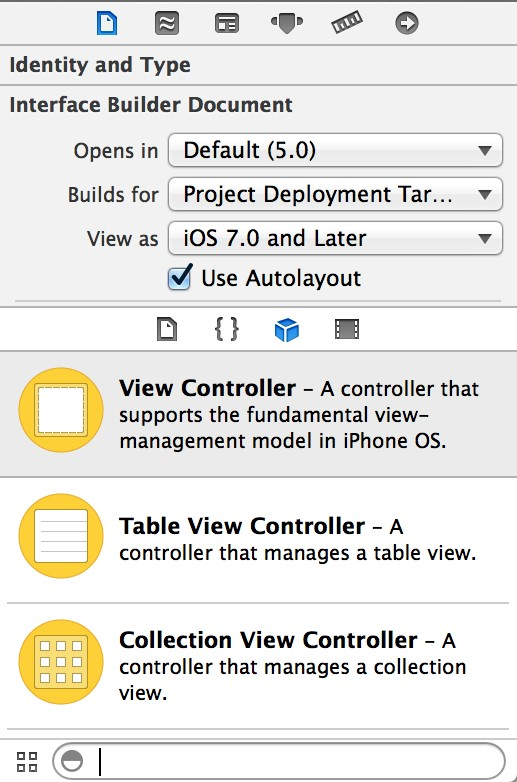 Identity and Type
Interface Builder Document
Opens in Default (5.0)
Builds for Project Deployment Tar...
View as iOS 7.0 and Later
Use Autolayout
{ }
View Controller – A controller that
supports the fundamental view-
management model in iPhone OS.
Table View Controller – A
controller that manages a table view.
Collection View Controller – A
controller that manages a collection
view.